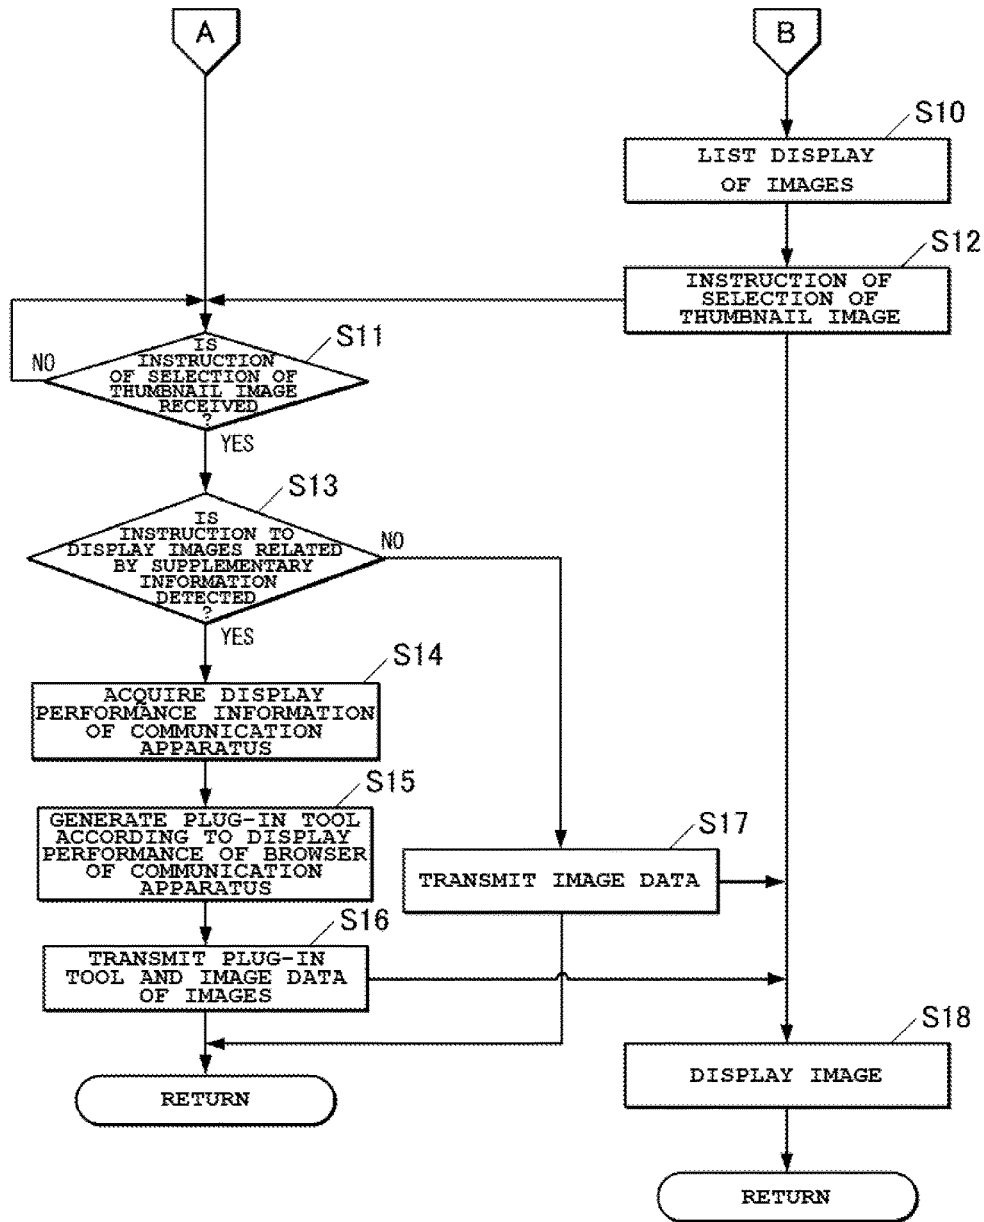 A
B
S10
LIST DISPLAY
OF IMAGES
S12
INSTRUCTION OF
SELECTION OF
THUMBNAIL IMAGE
S11
IS
INSTRUCTION
OF SELECTION OF
THUMBNAIL IMAGE
RECEIVED
?
NO
YES
S13
IS
INSTRUCTION TO
DISPLAY IMAGES RELATED
BY SUPPLEMENTARY
INFORMATION
DETECTED
?
NO
YES
S14
ACQUIRE DISPLAY
PERFORMANCE INFORMATION
OF COMMUNICATION
APPARATUS
S15
GENERATE PLUG-IN TOOL
ACCORDING TO DISPLAY
PERFORMANCE OF BROWSER
OF COMMUNICATION
APPARATUS
S17
TRANSMIT IMAGE DATA
S16
TRANSMIT PLUG-IN
TOOL AND IMAGE DATA
OF IMAGES
S18
DISPLAY IMAGE
RETURN
RETURN